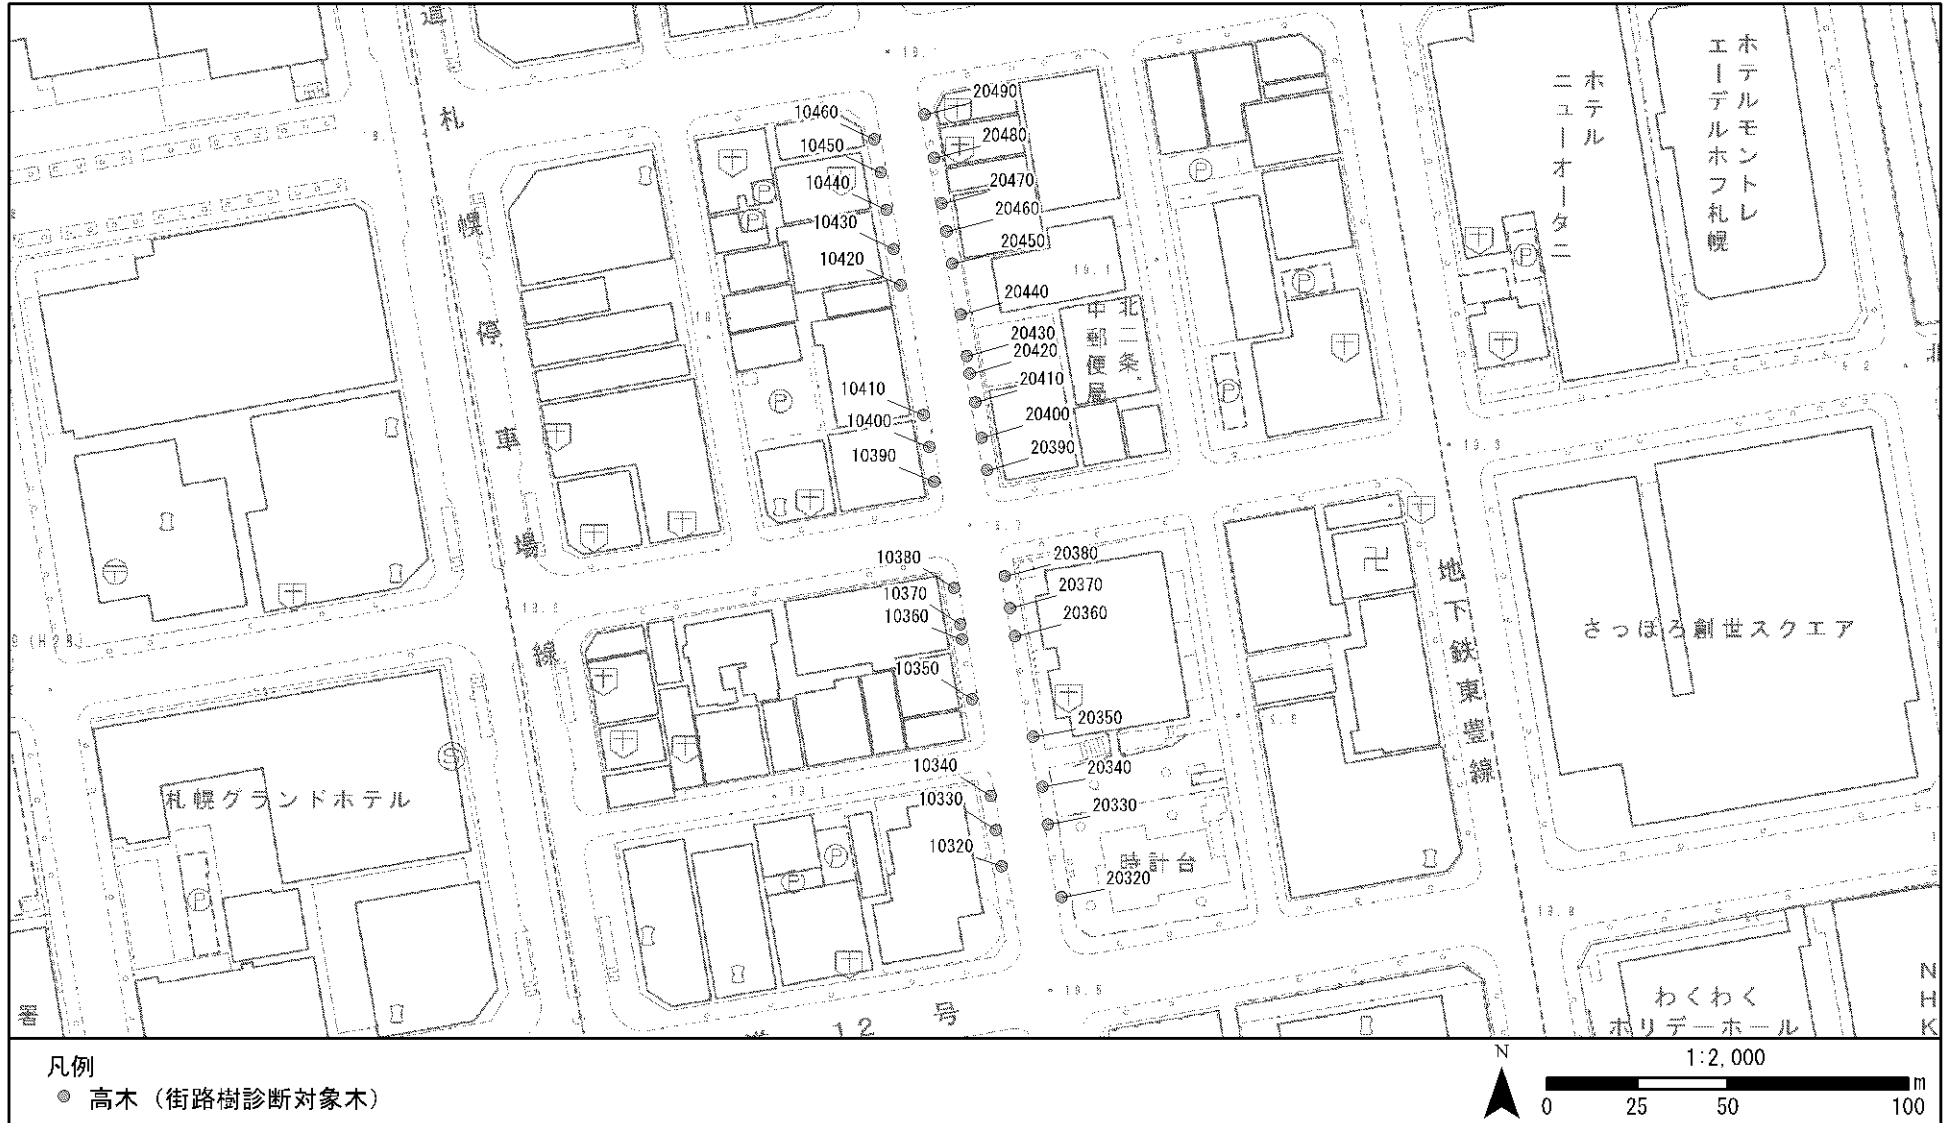 道
札
幌
停
車
場
線
10460
10450
10440
10430
10420
10410
10400
10390
10380
10370
10360
10350
10340
10330
10320
20490
20480
20470
20460
20450
20440
20430
20420
20410
20400
20390
20380
20370
20360
20350
20340
20330
20320
北二条
中郵便局
ホテル
ニューオータニ
ホテルモントレ
エーデルホフ札幌
地下鉄東豊線
さっぽろ創世スクエア
札幌グランドホテル
時計台
わくわく
ホリデーホール
NHK
署
12号
P
P
P
P
P
P
P
P
P
P
S
凡例
高木（街路樹診断対象木）
N
1:2,000
m
0 25 50 100